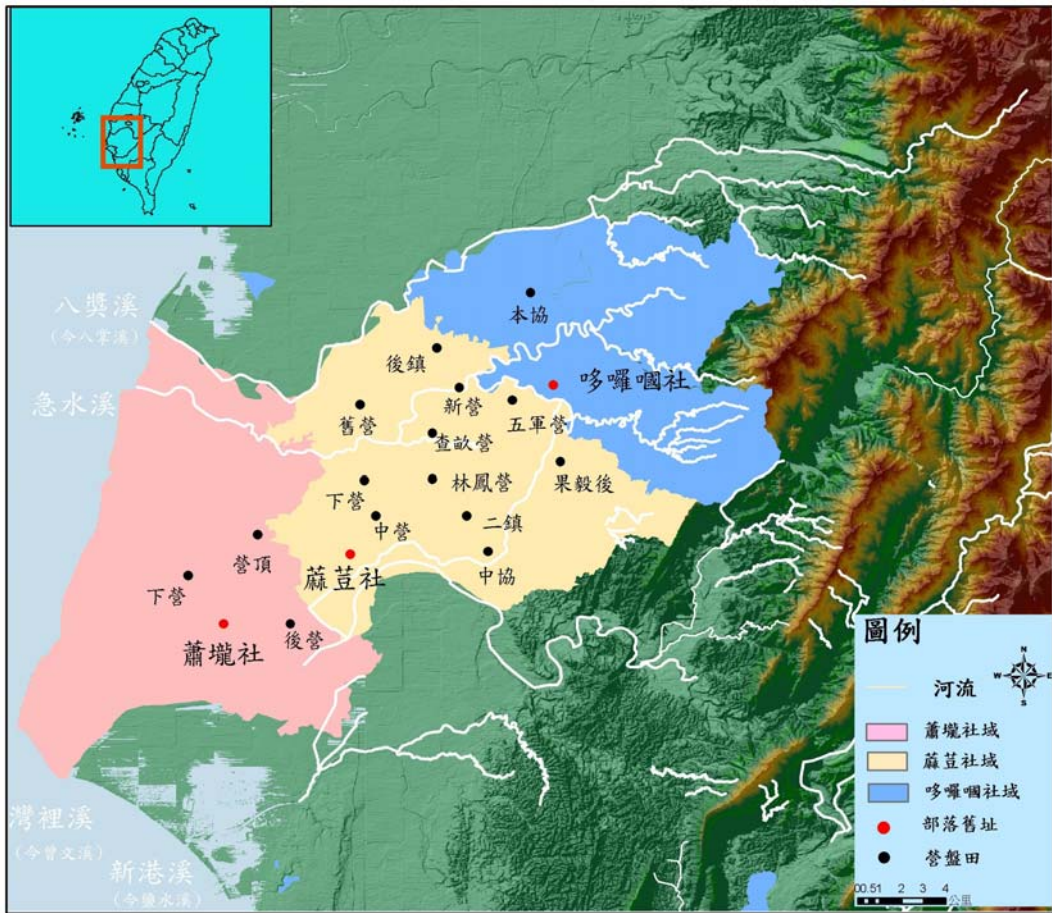 八獎溪
(今八掌溪)
急水溪
灣裡溪
(今曾文溪)
新港溪
(今鹽水溪)
本協
後鎮
哆囉嘓社
新營
五軍營
舊營
查畝營
果毅後
林鳳營
下營
中營
二鎮
營頂
中協
蔴荳社
下營
後營
蕭壠社
圖例
N
W E
S
河流
蕭壠社域
蔴荳社域
哆囉嘓社域
部落舊址
營盤田
00.51 2 3 4
公里